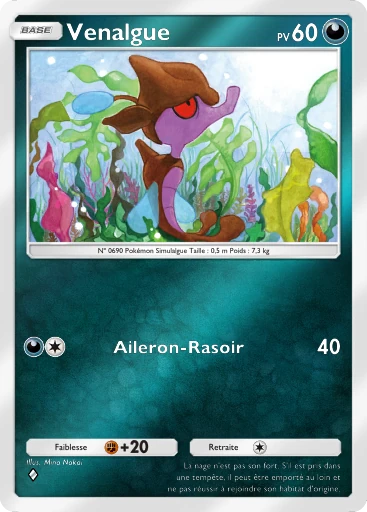 BASE Venalgue PV 60
N° 0690 Pokémon Simulalgue Taille : 0,5 m Poids : 7,3 kg
Aileron-Rasoir 40
Faiblesse +20 Retraite
Illus. Mina Nakai
La nage n'est pas son fort. S'il est pris dans
une tempête, il peut être emporté au loin et
ne pas réussir à rejoindre son habitat d'origine.